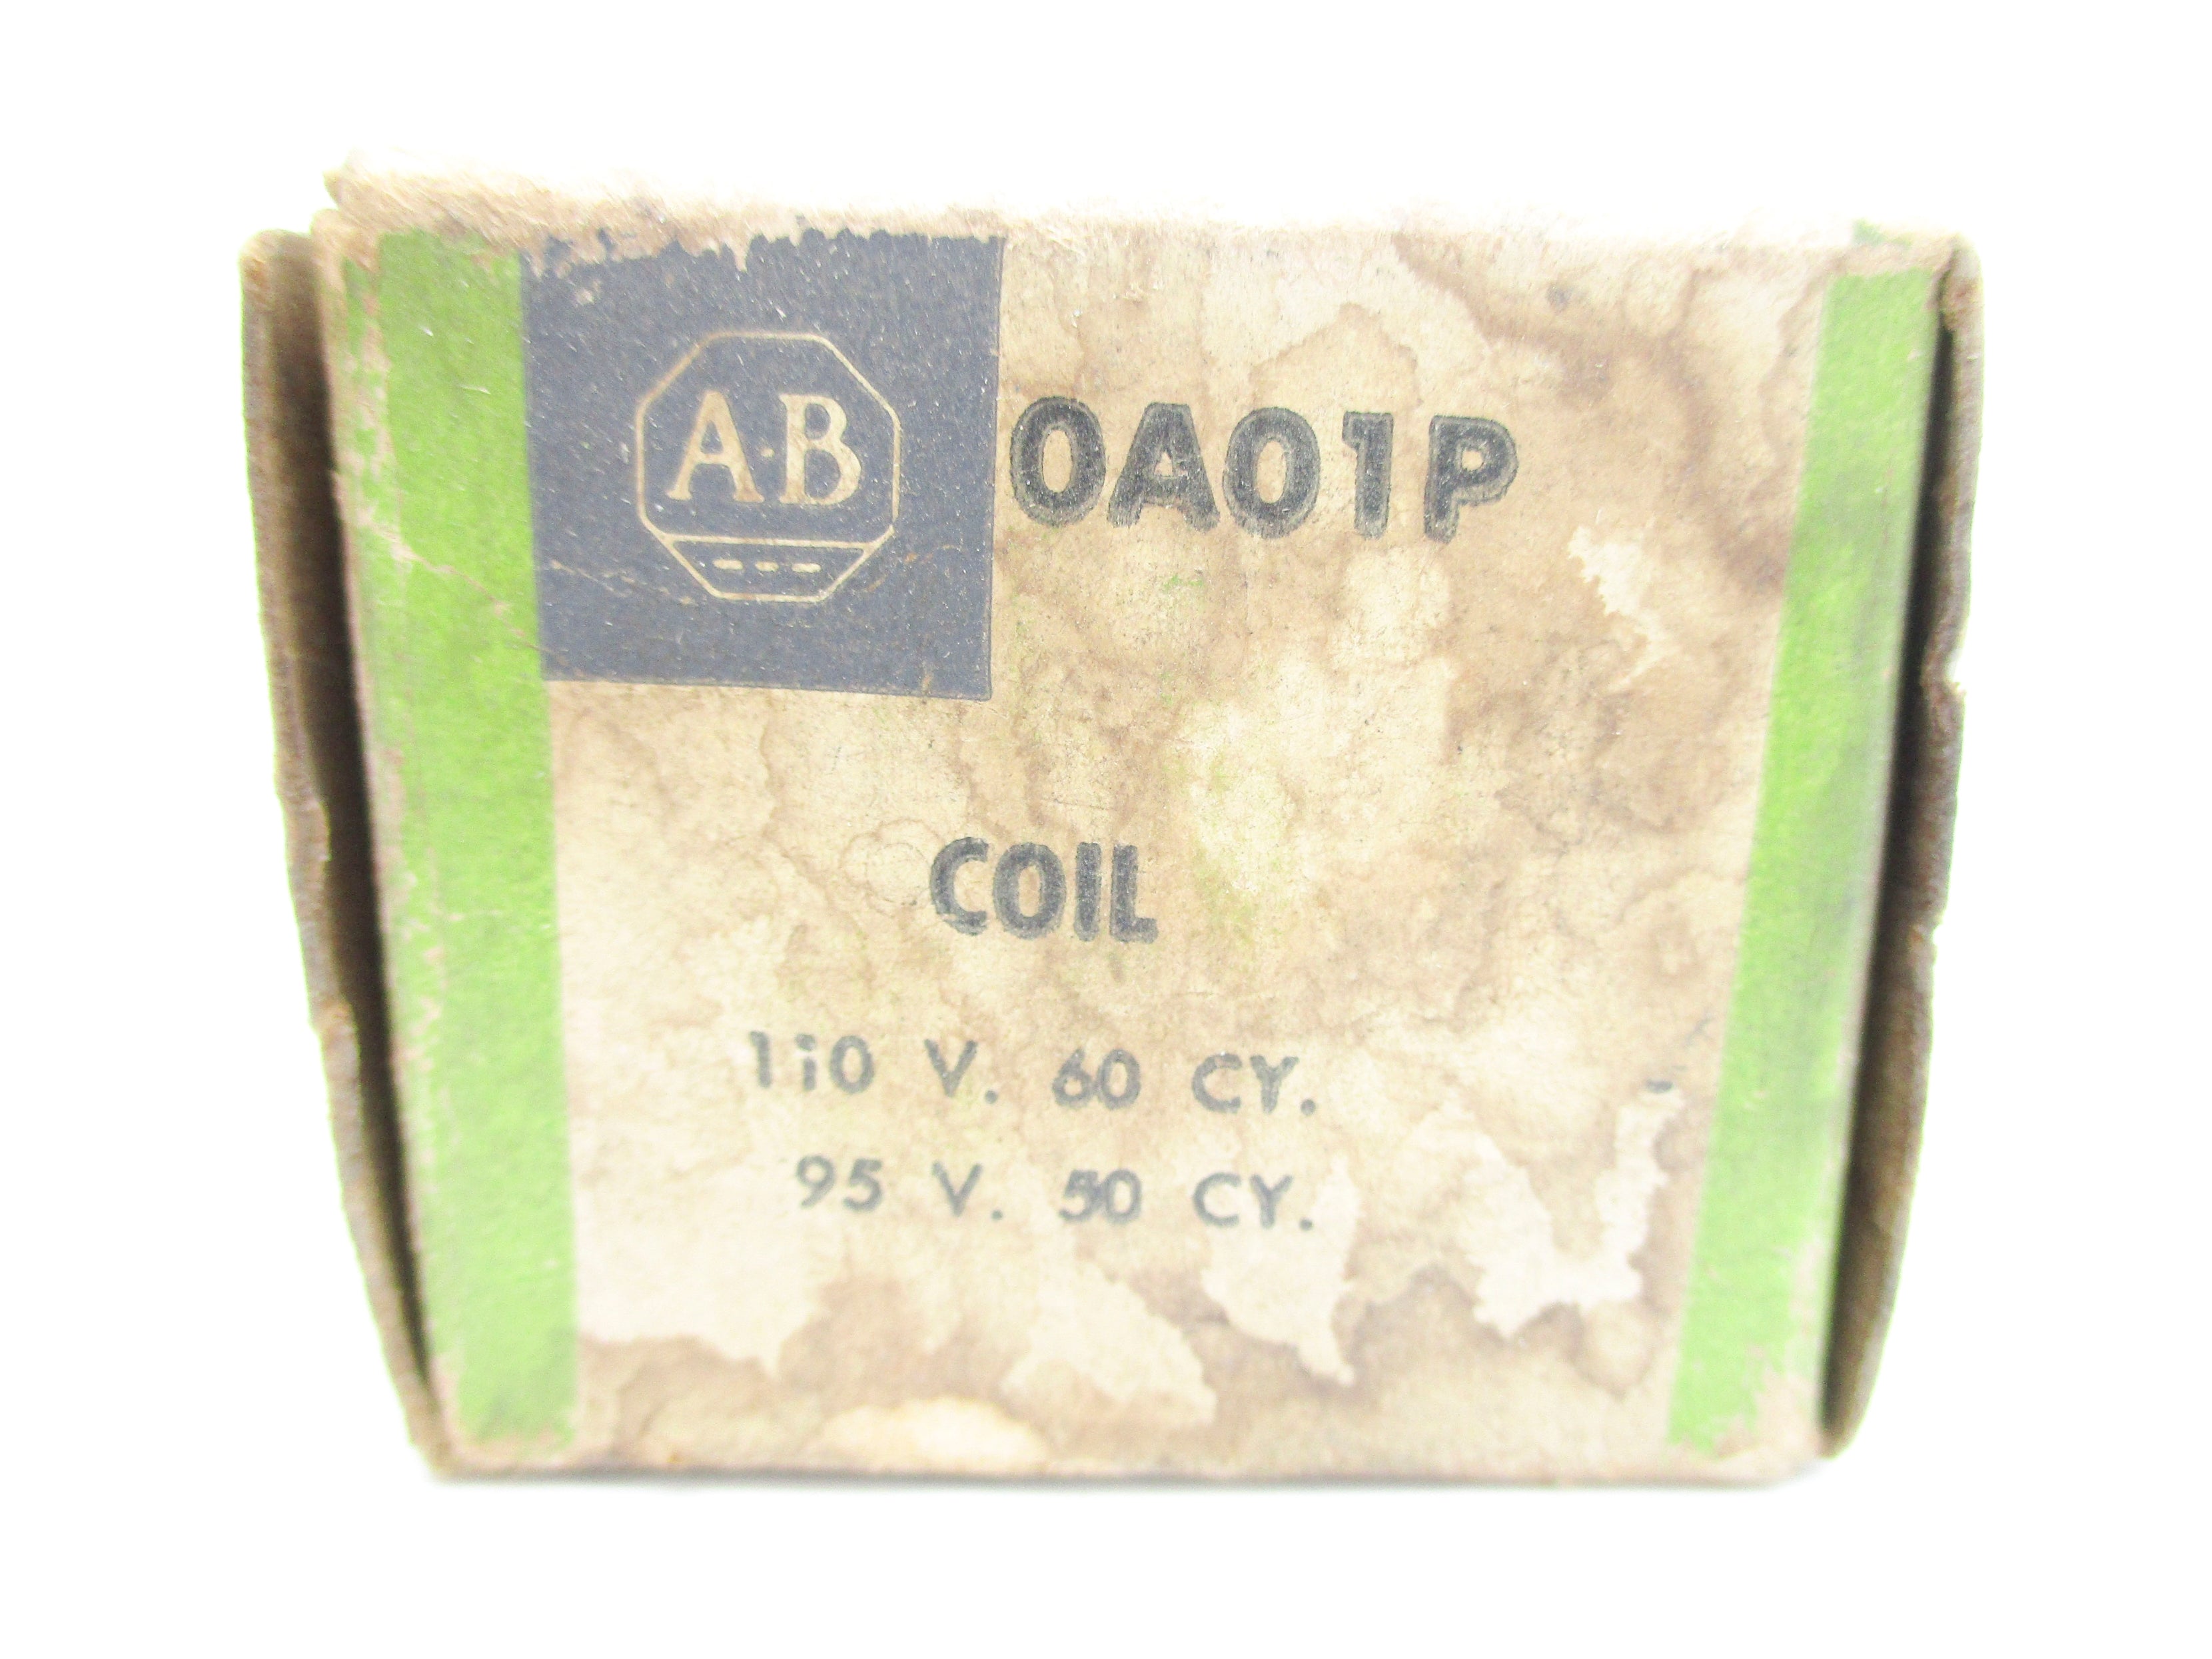 A·B
0A01P
COIL
110 V. 60 CY.
95 V. 50 CY.